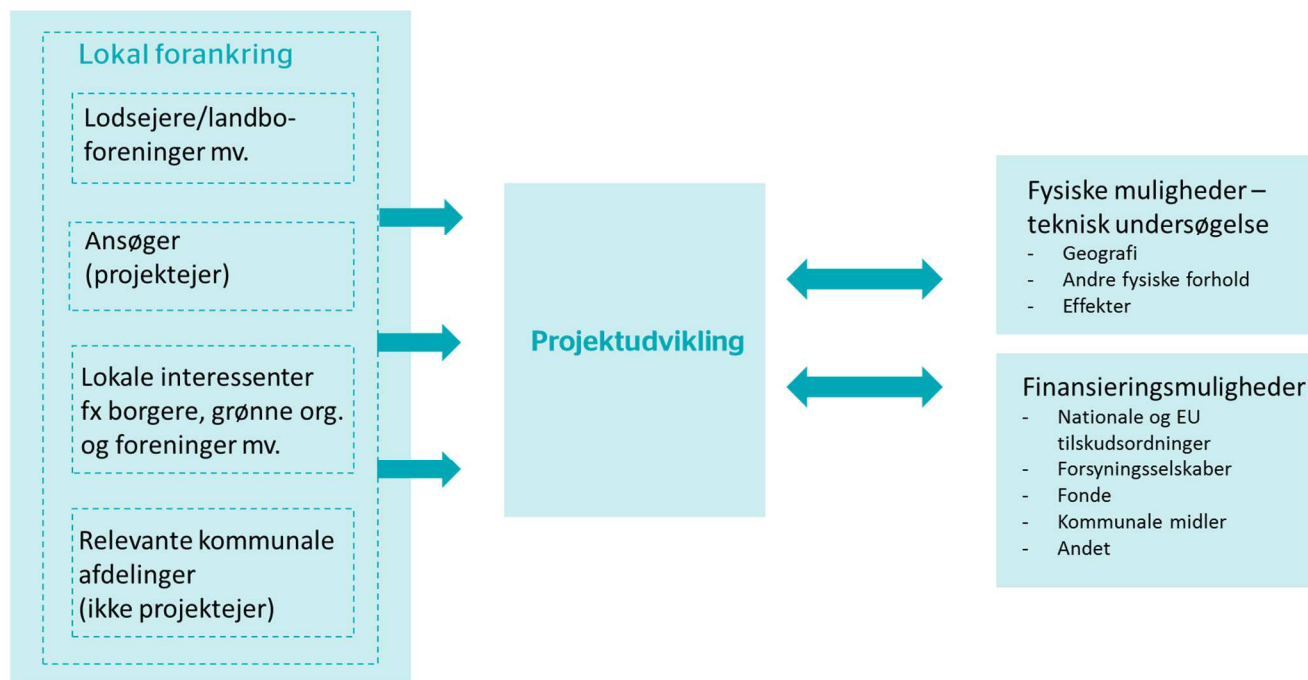 Lokal forankring
Lodsejere/landbo-
foreninger mv.
Ansøger
(projektejer)
Lokale interessenter
fx borgere, grønne org.
og foreninger mv.
Relevante kommunale
afdelinger
(ikke projektejer)
Projektudvikling
Fysiske muligheder –
teknisk undersøgelse
- Geografi
- Andre fysiske forhold
- Effekter
Finansieringsmuligheder
- Nationale og EU
tilskudsordninger
- Forsyningsselskaber
- Fonde
- Kommunale midler
- Andet